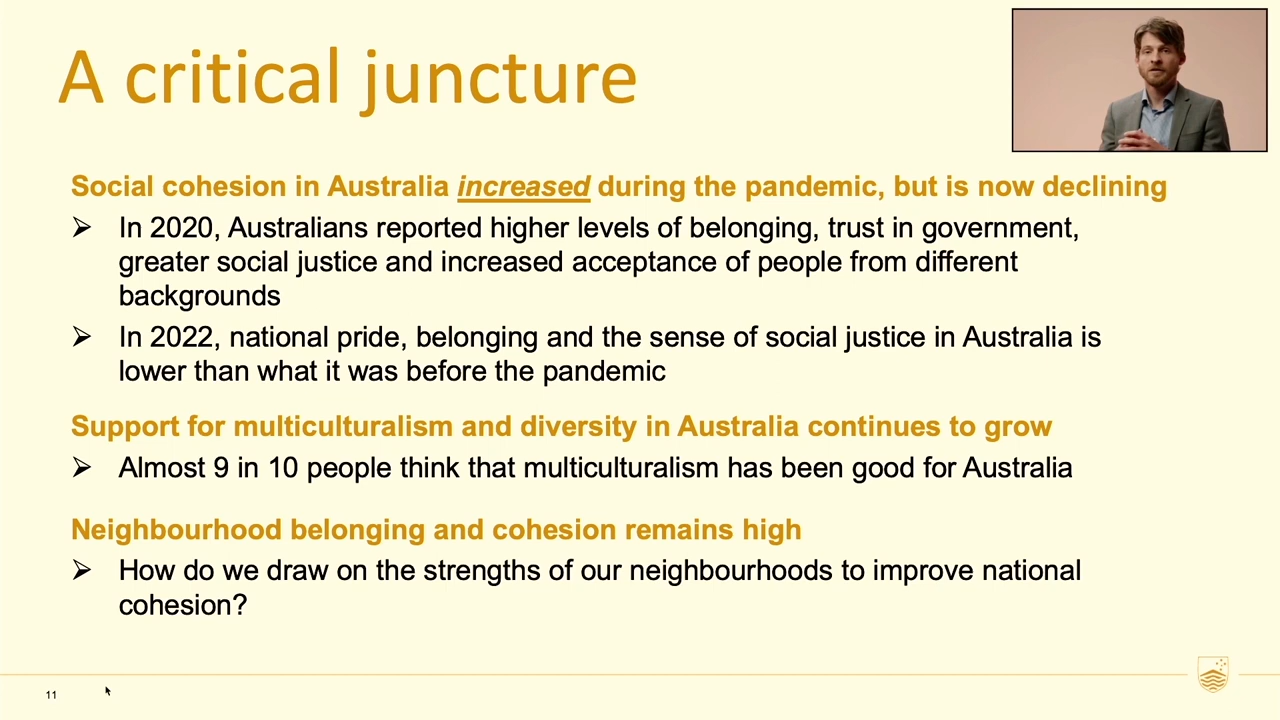 A critical juncture
Social cohesion in Australia increased during the pandemic, but is now declining
➢ In 2020, Australians reported higher levels of belonging, trust in government,
greater social justice and increased acceptance of people from different
backgrounds
➢ In 2022, national pride, belonging and the sense of social justice in Australia is
lower than what it was before the pandemic
Support for multiculturalism and diversity in Australia continues to grow
➢ Almost 9 in 10 people think that multiculturalism has been good for Australia
Neighbourhood belonging and cohesion remains high
➢ How do we draw on the strengths of our neighbourhoods to improve national
cohesion?
11